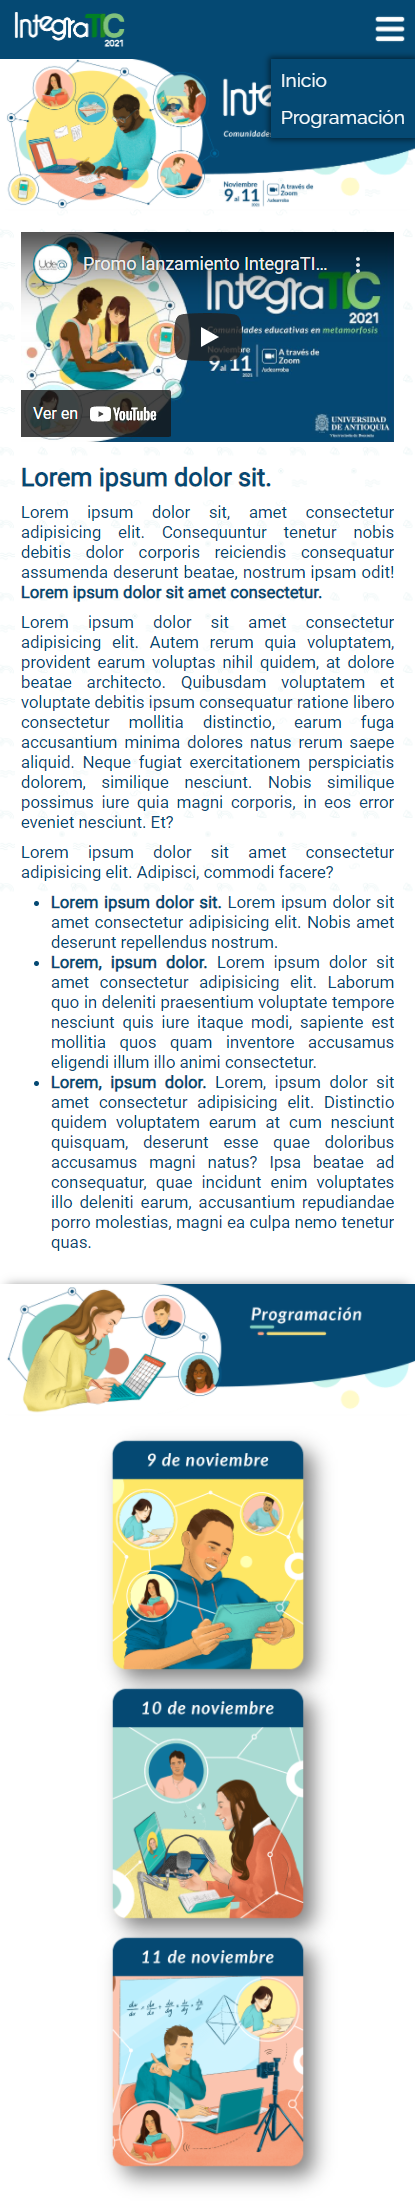 IntegraTIC
2021
Inicio
Programación
Comunidades
Noviembre
9 al 11
2021
A través de
Zoom
/udearroba
Ude@
Promo lanzamiento IntegraTI...
IntegraTIC
2021
Comunidades educativas en metamorfosis
Noviembre
9 al 11
A través de
Zoom
/udearroba
Ver en YouTube
UNIVERSIDAD
DE ANTIOQUIA
Vicerrectoría de Docencia
Lorem ipsum dolor sit.
Lorem ipsum dolor sit, amet consectetur
adipisicing elit. Consequuntur tenetur nobis
debitis dolor corporis reiciendis consequatur
assumenda deserunt beatae, nostrum ipsam odit!
Lorem ipsum dolor sit amet consectetur.
Lorem ipsum dolor sit amet consectetur
adipisicing elit. Autem rerum quia voluptatem,
provident earum voluptas nihil quidem, at dolore
beatae architecto. Quibusdam voluptatem et
voluptate debitis ipsum consequatur ratione libero
consectetur mollitia distinctio, earum fuga
accusantium minima dolores natus rerum saepe
aliquid. Neque fugiat exercitationem perspiciatis
dolorem, similique nesciunt. Nobis similique
possimus iure quia magni corporis, in eos error
eveniet nesciunt. Et?
Lorem ipsum dolor sit amet consectetur
adipisicing elit. Adipisci, commodi facere?
• Lorem ipsum dolor sit. Lorem ipsum dolor sit
amet consectetur adipisicing elit. Nobis amet
deserunt repellendus nostrum.
• Lorem, ipsum dolor. Lorem ipsum dolor sit
amet consectetur adipisicing elit. Laborum
quo in deleniti praesentium voluptate tempore
nesciunt quis iure itaque modi, sapiente est
mollitia quos quam inventore accusamus
eligendi illum illo animi consectetur.
• Lorem, ipsum dolor. Lorem, ipsum dolor sit
amet consectetur adipisicing elit. Distinctio
quidem voluptatem earum at cum nesciunt
quisquam, deserunt esse quae doloribus
accusamus magni natus? Ipsa beatae ad
consequatur, quae incidunt enim voluptates
illo deleniti earum, accusantium repudiandae
porro molestias, magni ea culpa nemo tenetur
quas.
Programación
9 de noviembre
10 de noviembre
11 de noviembre